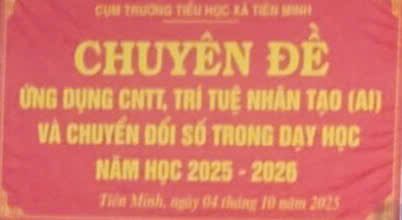 CỤM TRƯỜNG TIỂU HỌC XÃ TIÊN MINH
CHUYÊN ĐỀ
ỨNG DỤNG CNTT, TRÍ TUỆ NHÂN TẠO (AI)
VÀ CHUYỂN ĐỔI SỐ TRONG DẠY HỌC
NĂM HỌC 2025 - 2026
Tiên Minh, ngày 04 tháng 10 năm 2025